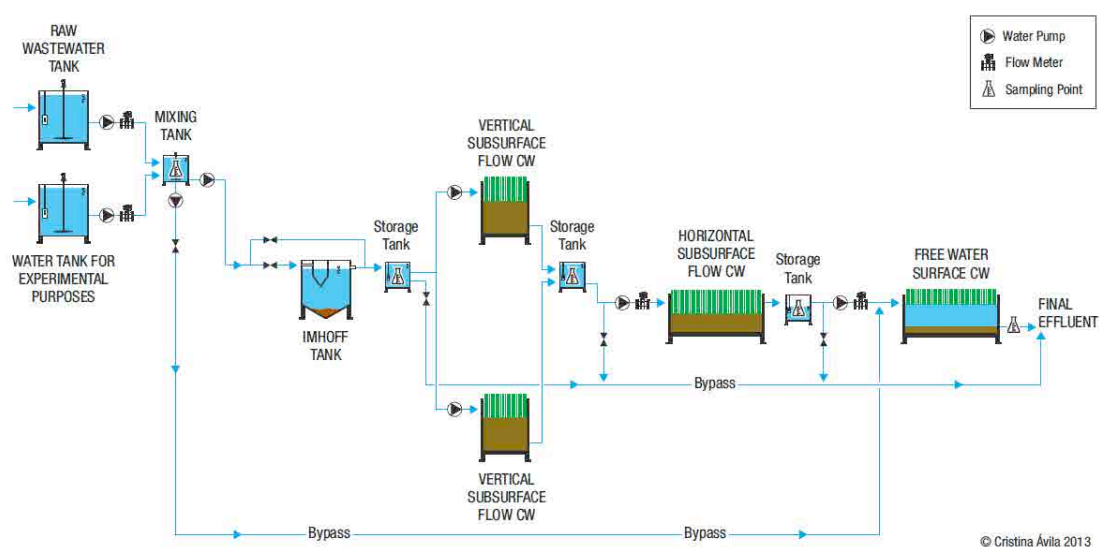 RAW
WASTEWATER
TANK
Water Pump
Flow Meter
Sampling Point
MIXING
TANK
VERTICAL
SUBSURFACE
FLOW CW
WATER TANK FOR
EXPERIMENTAL
PURPOSES
Storage
Tank
Storage
Tank
HORIZONTAL
SUBSURFACE
FLOW CW
Storage
Tank
FREE WATER
SURFACE CW
FINAL
EFFLUENT
IMHOFF
TANK
Bypass
VERTICAL
SUBSURFACE
FLOW CW
Bypass
Bypass
© Cristina Ávila 2013